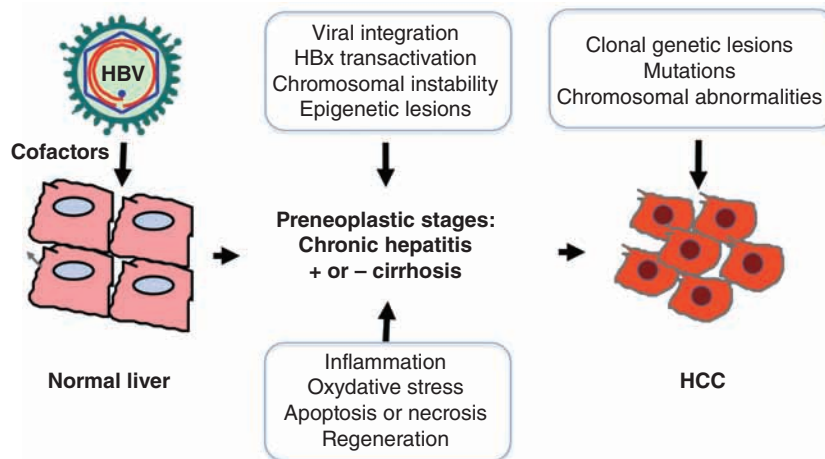 HBV
Cofactors
Normal liver
Viral integration
HBx transactivation
Chromosomal instability
Epigenetic lesions
Preneoplastic stages:
Chronic hepatitis
+ or – cirrhosis
Inflammation
Oxydative stress
Apoptosis or necrosis
Regeneration
Clonal genetic lesions
Mutations
Chromosomal abnormalities
HCC